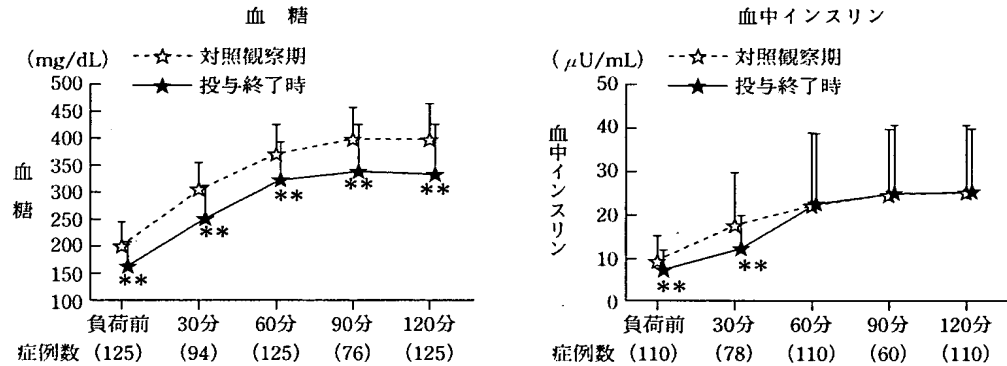 血　糖
(mg/dL)
対照観察期
投与終了時
500
450
400
350
300
250
200
150
100
血糖
**
**
**
**
**
負荷前 30分 60分 90分 120分
症例数 (125) (94) (125) (76) (125)
血中インスリン
(μU/mL)
対照観察期
投与終了時
50
40
30
20
10
0
血中インスリン
**
**
負荷前 30分 60分 90分 120分
症例数 (110) (78) (110) (60) (110)